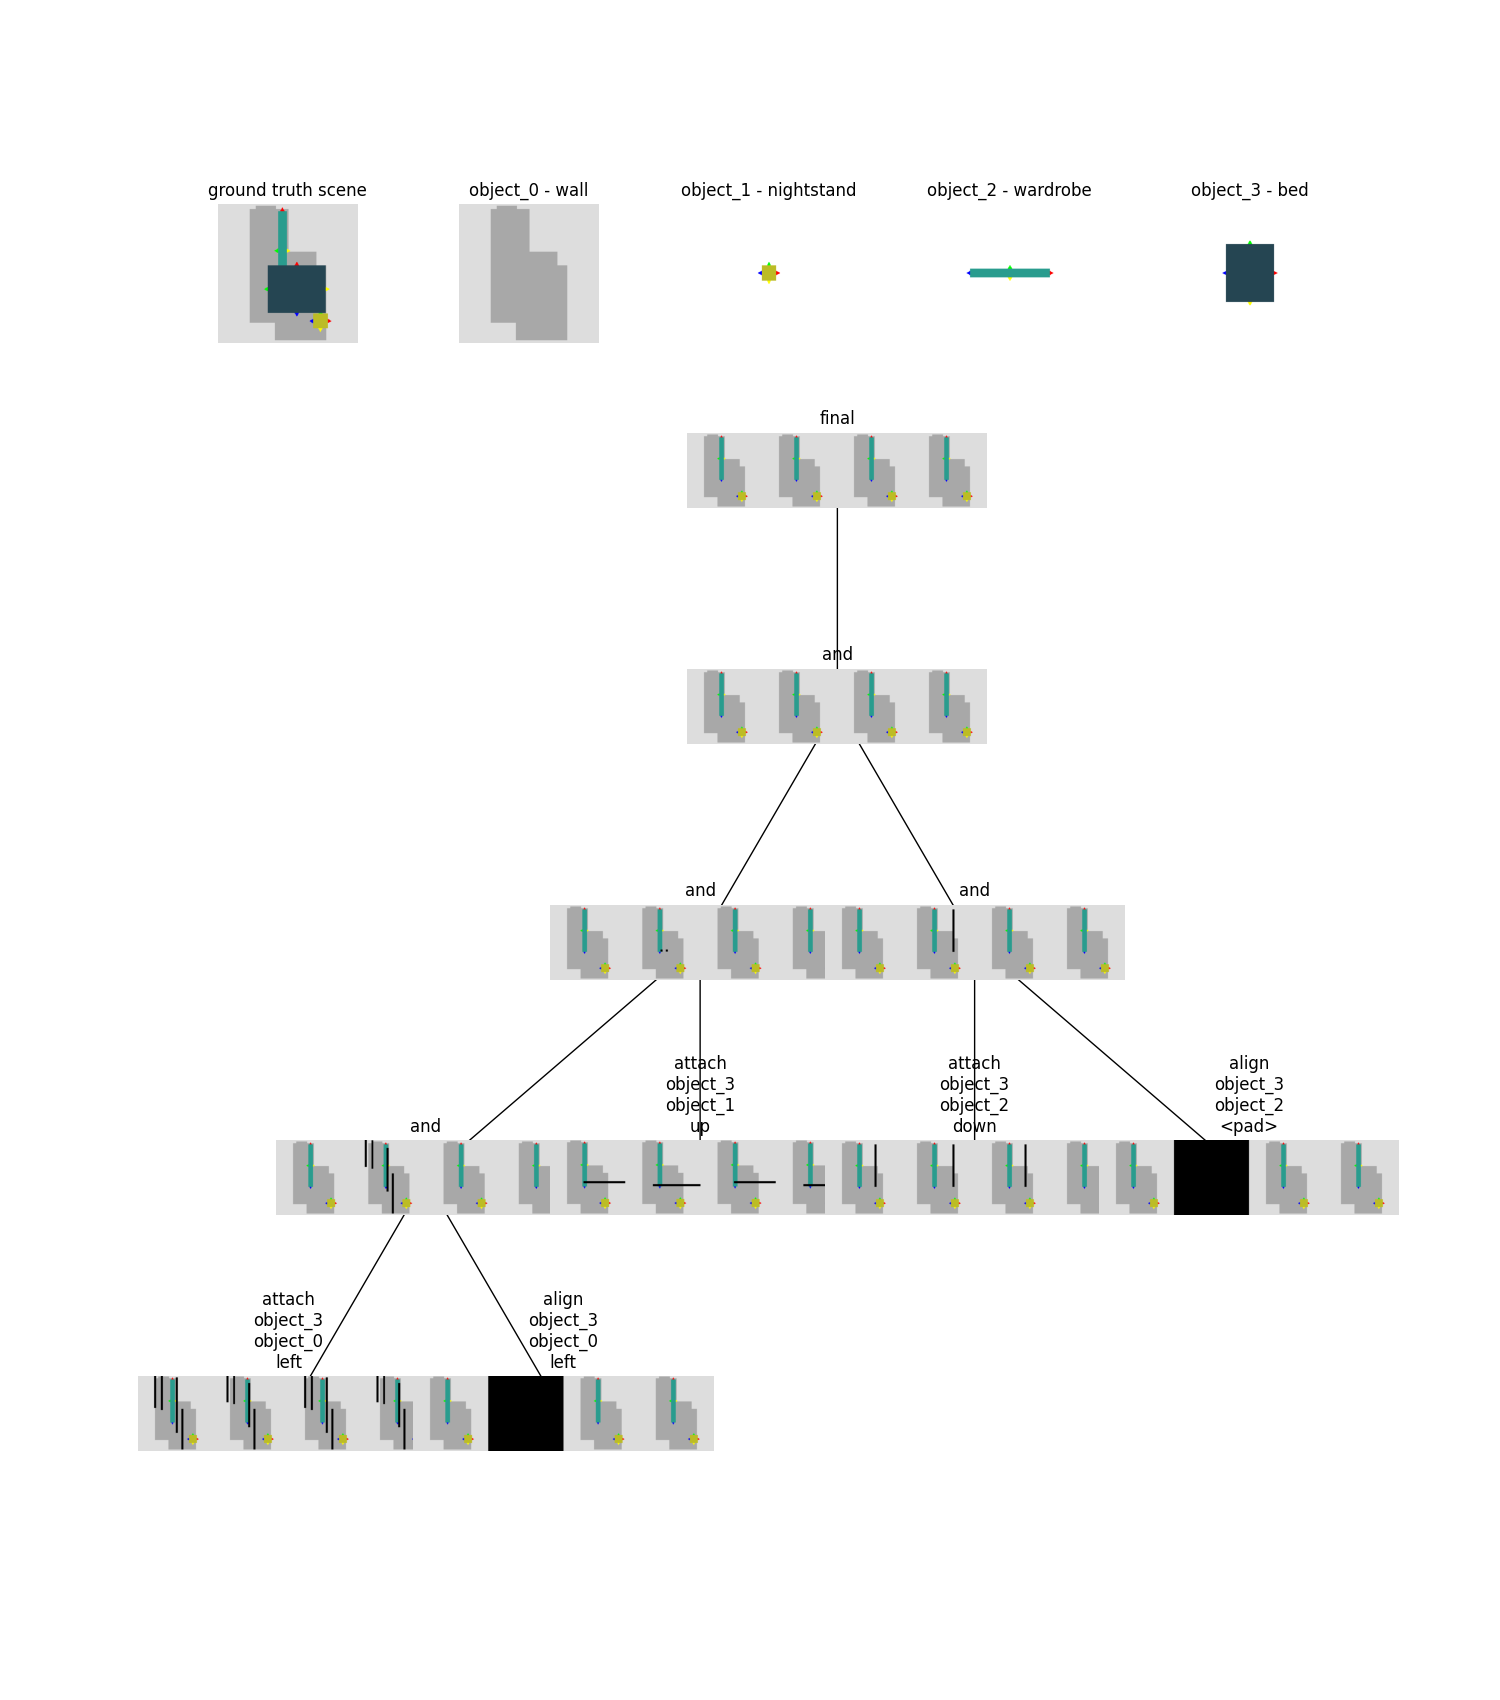 ground truth scene
object_0 - wall
object_1 - nightstand
object_2 - wardrobe
object_3 - bed
final
and
and
and
and
attach
object_3
object_1
up
attach
object_3
object_2
down
align
object_3
object_2
<pad>
attach
object_3
object_0
left
align
object_3
object_0
left